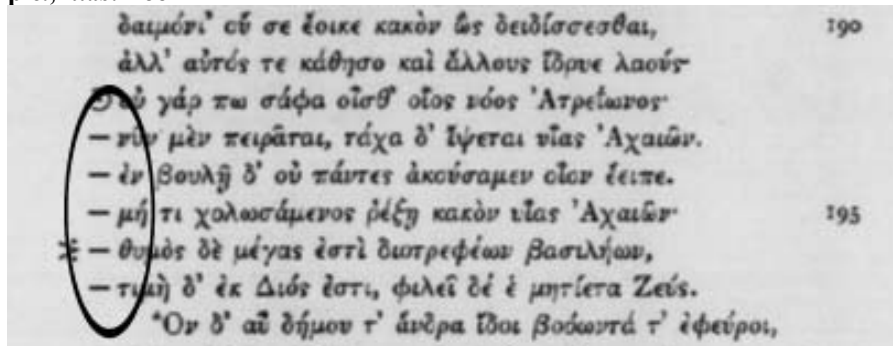 δαιμόνι' οὔ σε ἔοικε κακὸν ὣς δειδίσσεσθαι, 190
ἀλλ' αὐτός τε κάθησο καὶ ἄλλους ἵδρυε λαούς·
Ͻ οὐ γάρ πω σάφα οἶσθ' οἷος νόος Ἀτρεΐωνος·
— νῦν μὲν πειρᾶται, τάχα δ' ἴψεται υἷας Ἀχαιῶν.
— ἐν βουλῇ δ' οὐ πάντες ἀκούσαμεν οἷον ἔειπε.
— μή τι χολωσάμενος ῥέξῃ κακὸν υἷας Ἀχαιῶν· 195
※ — θυμὸς δὲ μέγας ἐστὶ διοτρεφέων βασιλήων,
— τιμὴ δ' ἐκ Διός ἐστι, φιλεῖ δέ ἑ μητίετα Ζεύς.
Ὃν δ' αὖ δήμου τ' ἄνδρα ἴδοι βοόωντά τ' ἐφεύροι,